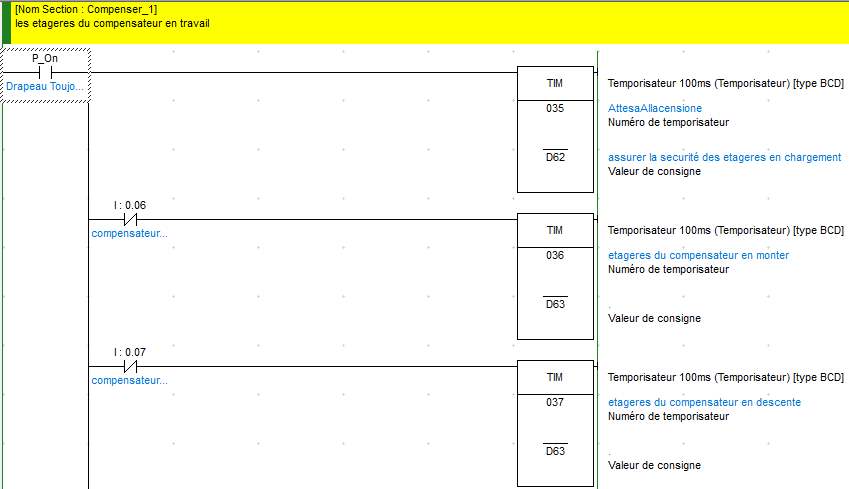 [Nom Section : Compenser_1]
les etageres du compensateur en travail
P_On
Drapeau Toujo...
TIM
Temporisateur 100ms (Temporisateur) [type BCD]
035
AttesaAllacensione
Numéro de temporisateur
D62
assurer la securité des etageres en chargement
Valeur de consigne
I : 0.06
compensateur...
TIM
Temporisateur 100ms (Temporisateur) [type BCD]
036
etageres du compensateur en monter
Numéro de temporisateur
D63
.
Valeur de consigne
I : 0.07
compensateur...
TIM
Temporisateur 100ms (Temporisateur) [type BCD]
037
etageres du compensateur en descente
Numéro de temporisateur
D63
.
Valeur de consigne